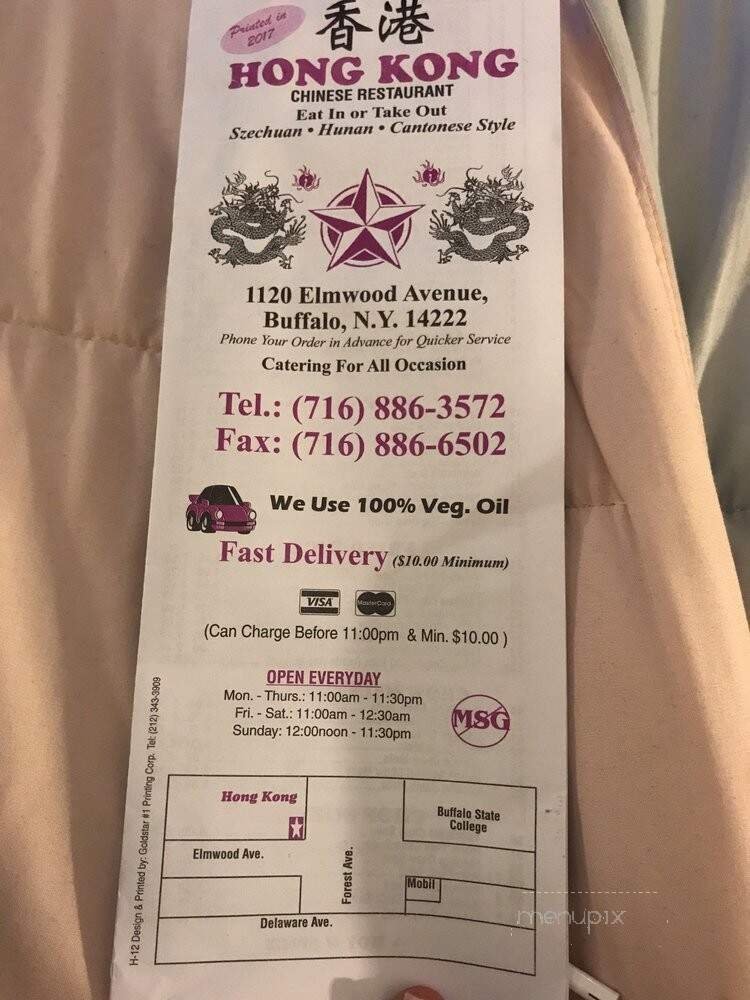 Printed in
2017
香港
HONG KONG
CHINESE RESTAURANT
Eat In or Take Out
Szechuan • Hunan • Cantonese Style
1120 Elmwood Avenue,
Buffalo, N.Y. 14222
Phone Your Order in Advance for Quicker Service
Catering For All Occasion
Tel.: (716) 886-3572
Fax: (716) 886-6502
We Use 100% Veg. Oil
Fast Delivery ($10.00 Minimum)
VISA MasterCard
(Can Charge Before 11:00pm & Min. $10.00 )
OPEN EVERYDAY
Mon. - Thurs.: 11:00am - 11:30pm
Fri. - Sat.: 11:00am - 12:30am
Sunday: 12:00noon - 11:30pm
MSG
H-12 Design & Printed by: Goldstar #1 Printing Corp. Tel: (212) 343-3909
Hong Kong
Buffalo State
College
Elmwood Ave.
Forest Ave.
Mobil
Delaware Ave.
menupix